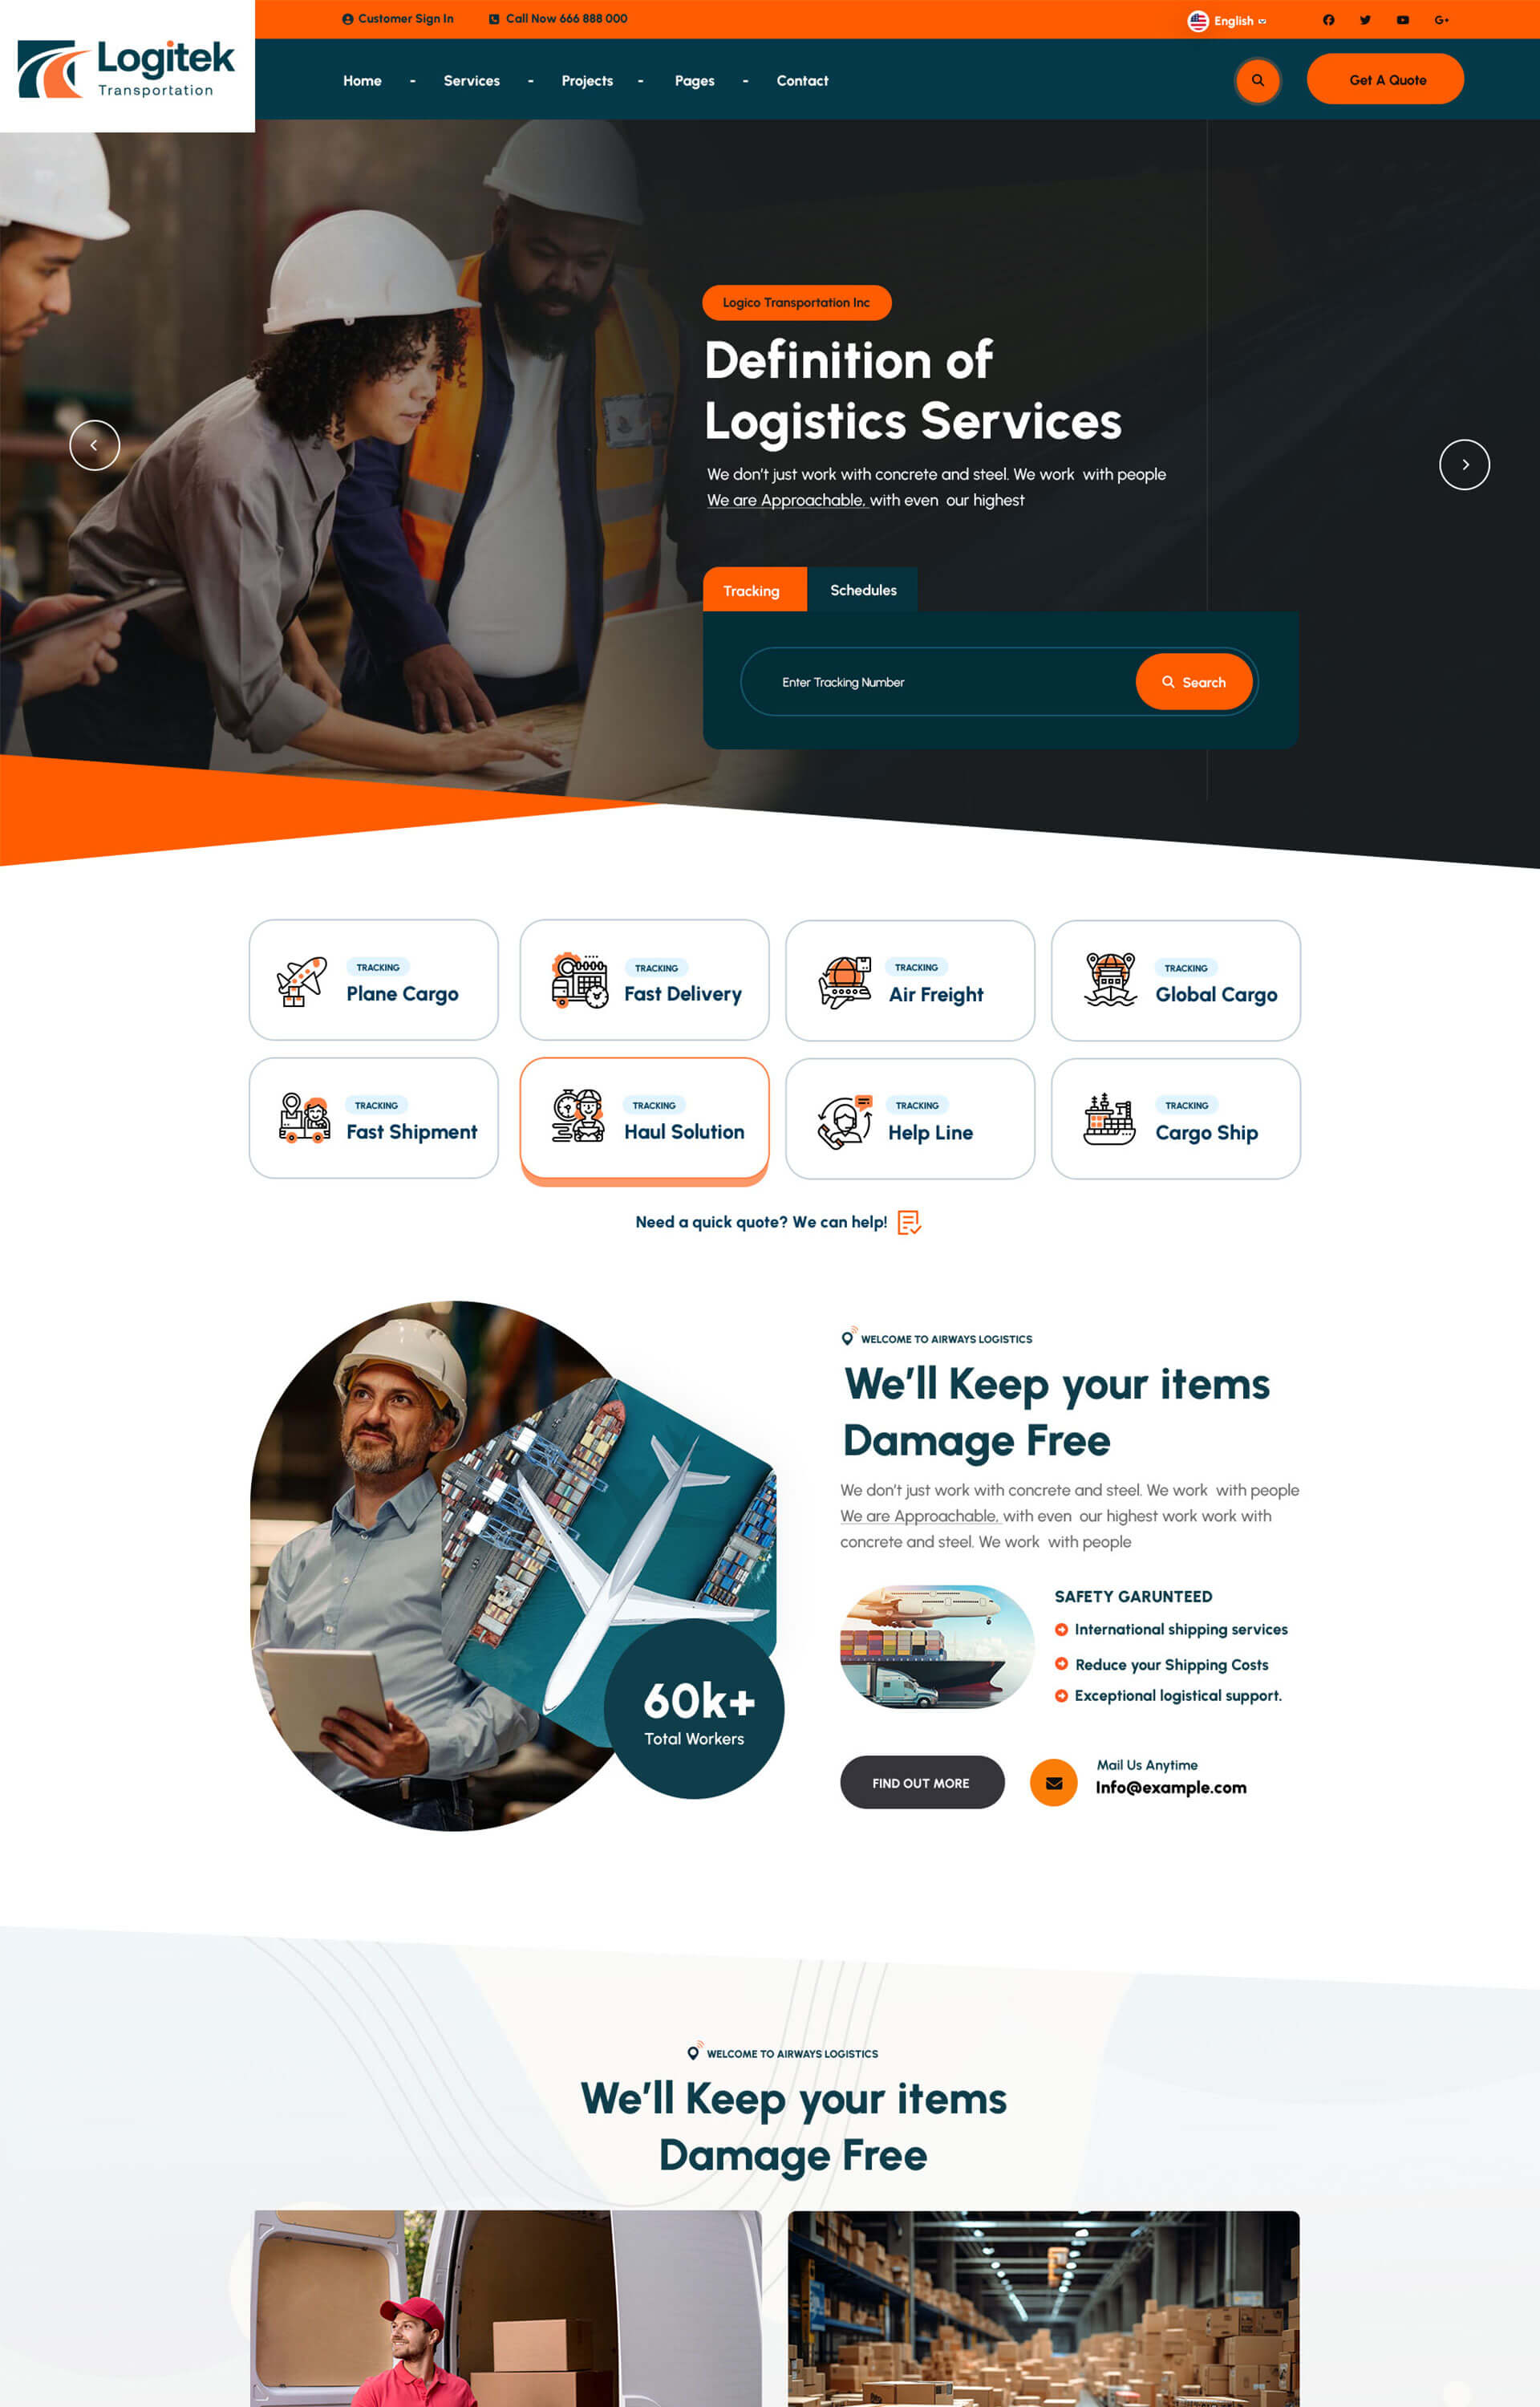 Logitek
Transportation
Customer Sign In
Call Now 666 888 000
English
G+
Home - Services - Projects - Pages - Contact
Get A Quote
Logico Transportation Inc
Definition of
Logistics Services
We don't just work with concrete and steel. We work with people
We are Approachable, with even our highest
Tracking
Schedules
Enter Tracking Number
Search
TRACKING
Plane Cargo
TRACKING
Fast Delivery
TRACKING
Air Freight
TRACKING
Global Cargo
TRACKING
Fast Shipment
TRACKING
Haul Solution
TRACKING
Help Line
TRACKING
Cargo Ship
Need a quick quote? We can help!
60k+
Total Workers
WELCOME TO AIRWAYS LOGISTICS
We'll Keep your items
Damage Free
We don't just work with concrete and steel. We work with people
We are Approachable, with even our highest work work with
concrete and steel. We work with people
SAFETY GARUNTEED
International shipping services
Reduce your Shipping Costs
Exceptional logistical support.
FIND OUT MORE
Mail Us Anytime
Info@example.com
WELCOME TO AIRWAYS LOGISTICS
We'll Keep your items
Damage Free